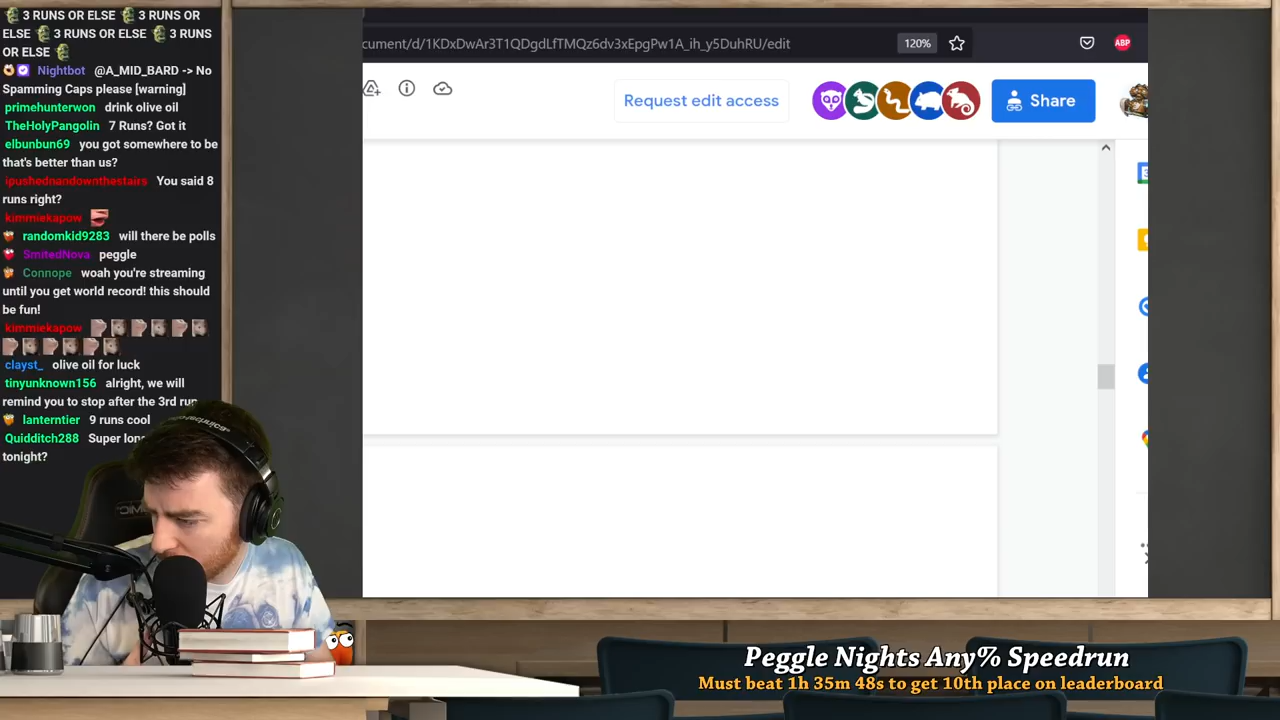 3 RUNS OR ELSE 3 RUNS OR
ELSE 3 RUNS OR ELSE 3 RUNS
OR ELSE
Nightbot @A_MID_BARD -> No
Spamming Caps please [warning]
primehunterwon drink olive oil
TheHolyPangolin 7 Runs? Got it
elbunbun69 you got somewhere to be
that's better than us?
ipushednandownthestairs You said 8
runs right?
kimmiekapow
randomkid9283 will there be polls
SmitedNova peggle
Connope woah you're streaming
until you get world record! this should
be fun!
kimmiekapow
clayst_ olive oil for luck
tinyunknown156 alright, we will
remind you to stop after the 3rd run
lanterntier 9 runs cool
Quidditch288 Super
tonight?
cument/d/1KDxDwAr3T1QDgdLfTMQz6dv3xEpgPw1A_ih_y5DuhRU/edit
120%
ABP
Request edit access
Share
Peggle Nights Any% Speedrun
Must beat 1h 35m 48s to get 10th place on leaderboard